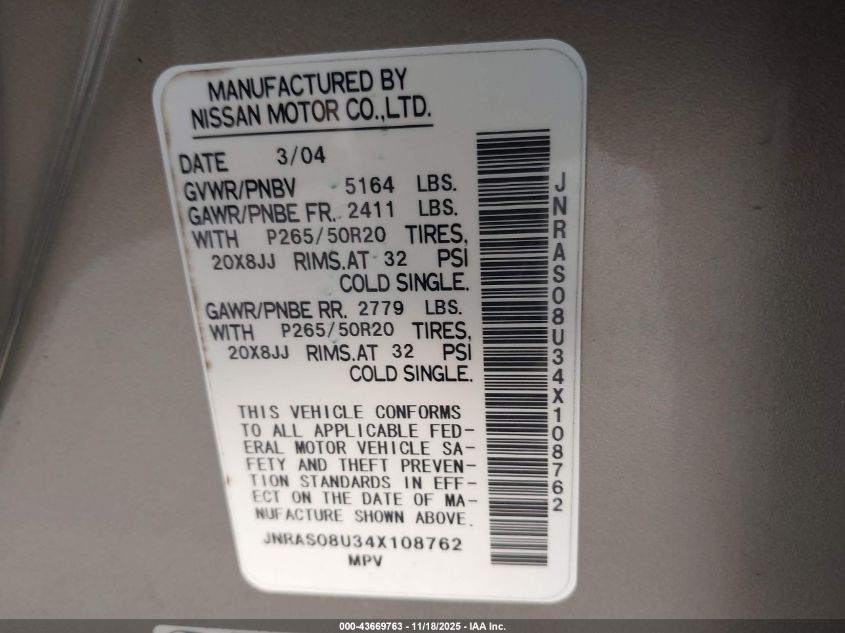 MANUFACTURED BY
NISSAN MOTOR CO.,LTD.
DATE 3/04
GVWR/PNBV 5164 LBS.
GAWR/PNBE FR. 2411 LBS.
WITH P265/50R20 TIRES,
20X8JJ RIMS.AT 32 PSI
COLD SINGLE.
GAWR/PNBE RR. 2779 LBS.
WITH P265/50R20 TIRES,
20X8JJ RIMS.AT 32 PSI
COLD SINGLE.
THIS VEHICLE CONFORMS
TO ALL APPLICABLE FED-
ERAL MOTOR VEHICLE SA-
FETY AND THEFT PREVEN-
TION STANDARDS IN EFF-
ECT ON THE DATE OF MA-
NUFACTURE SHOWN ABOVE.
JNRAS08U34X108762
MPV
JNRAS08U34X108762
000-43669763 - 11/18/2025 - IAA Inc.